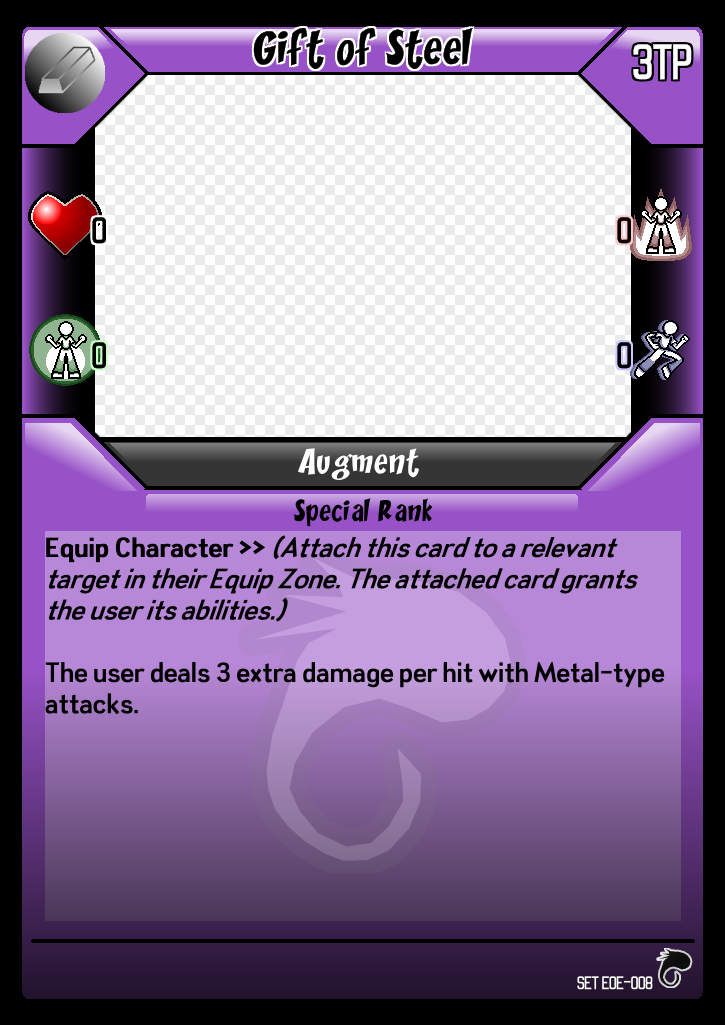 Gift of Steel
3TP
0
0
0
0
Augment
Special Rank
Equip Character >> (Attach this card to a relevant
target in their Equip Zone. The attached card grants
the user its abilities.)
The user deals 3 extra damage per hit with Metal-type
attacks.
SET EOE-008